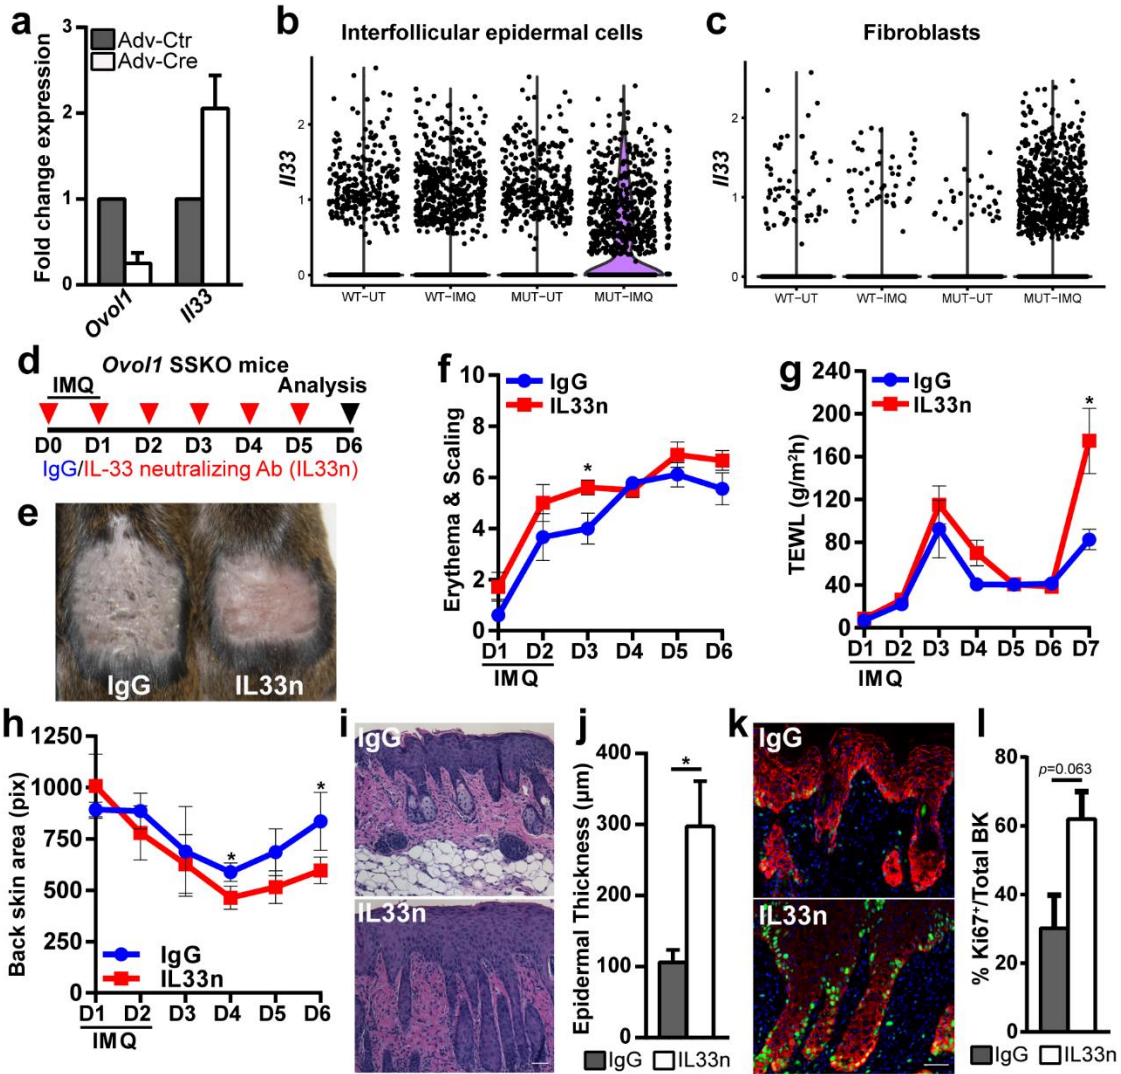 a
3
2
1
0
Fold change expression
Adv-Ctr
Adv-Cre
Ovol1
Il33
b
Interfollicular epidermal cells
Il33
2
1
0
WT-UT
WT-IMQ
MUT-UT
MUT-IMQ
c
Fibroblasts
Il33
2
1
0
WT-UT
WT-IMQ
MUT-UT
MUT-IMQ
d
Ovol1 SSKO mice
IMQ
Analysis
D0 D1 D2 D3 D4 D5 D6
IgG/IL-33 neutralizing Ab (IL33n)
e
IgG
IL33n
f
IgG
IL33n
Erythema & Scaling
10
8
6
4
2
0
*
D1 D2 D3 D4 D5 D6
IMQ
g
IgG
IL33n
TEWL (g/m²h)
240
200
160
120
80
40
0
*
D1 D2 D3 D4 D5 D6 D7
IMQ
h
Back skin area (pix)
1250
1000
750
500
250
0
*
*
IgG
IL33n
D1 D2 D3 D4 D5 D6
IMQ
i
IgG
IL33n
j
Epidermal Thickness (μm)
400
300
200
100
0
*
IgG IL33n
k
IgG
IL33n
l
% Ki67⁺/Total BK
80
60
40
20
0
p=0.063
IgG IL33n